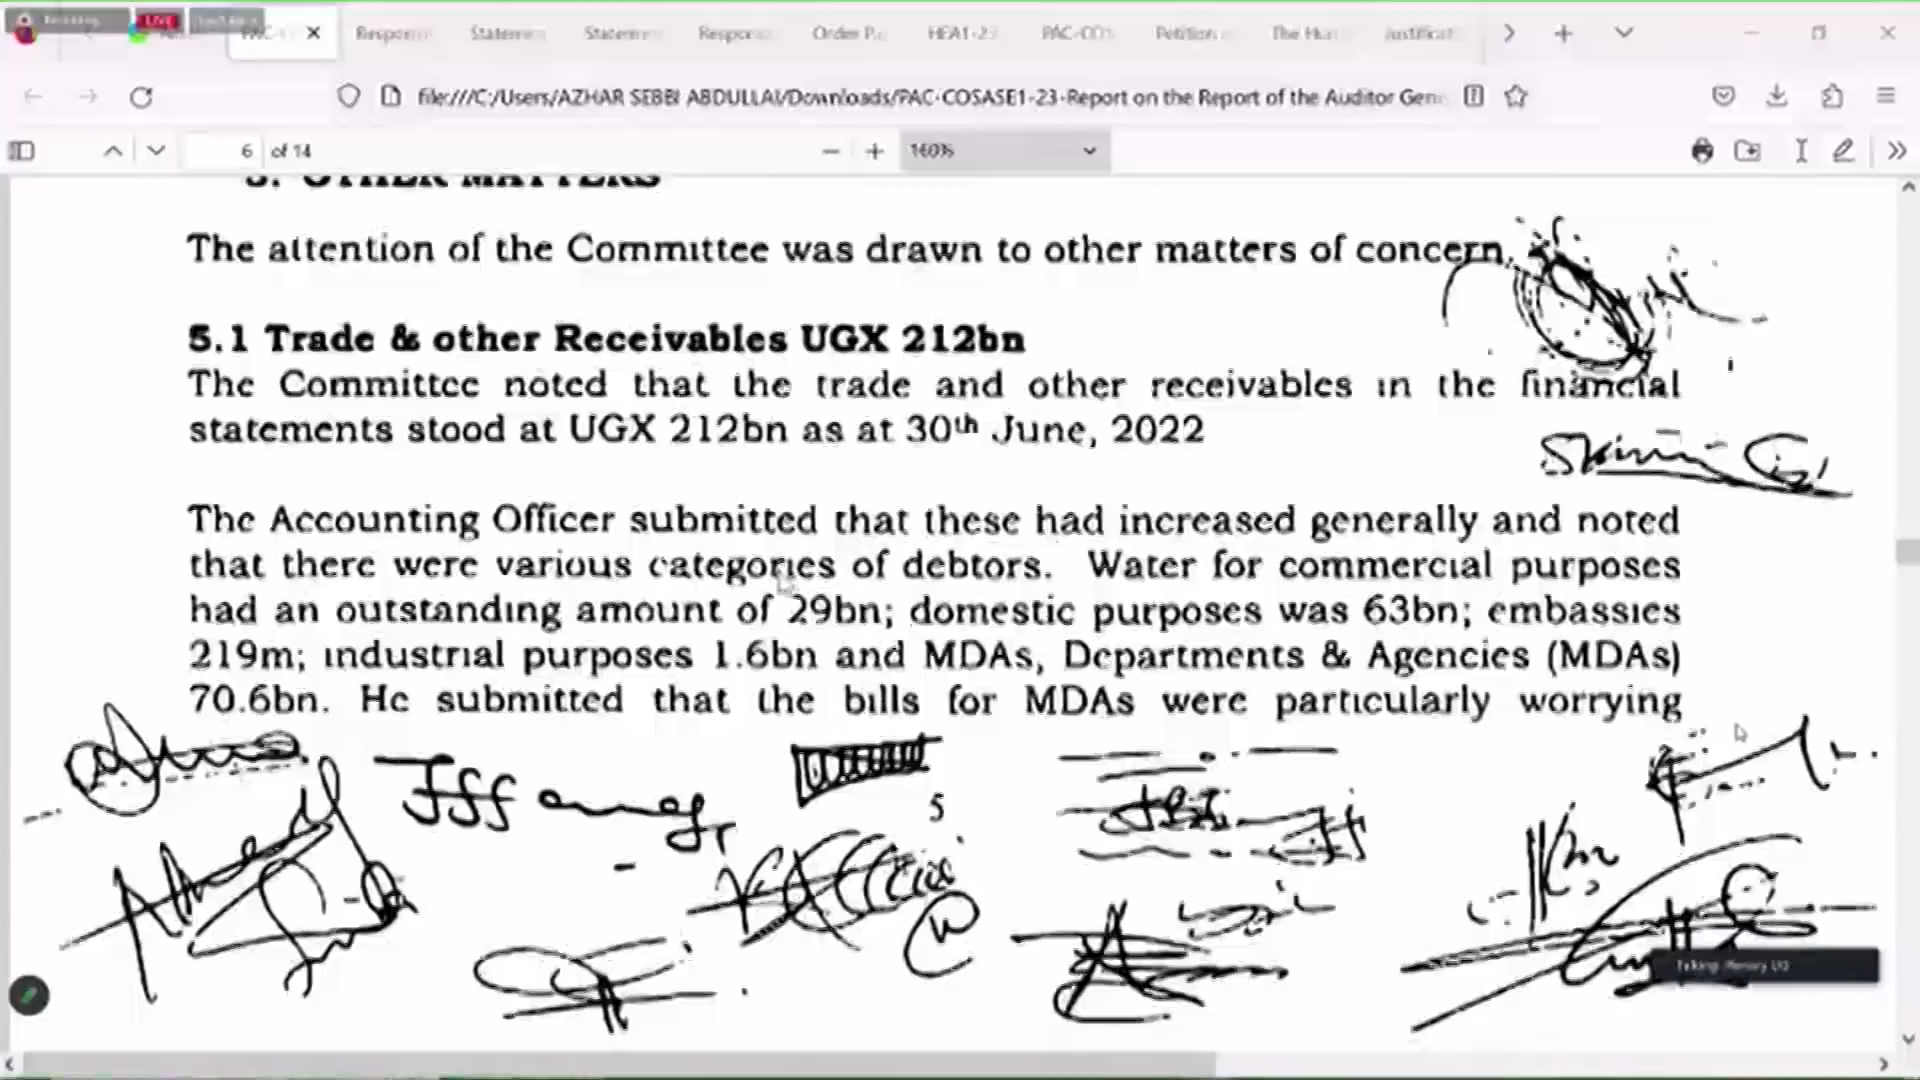 LIVE
file:///C:/Users/AZHAR SEBBI ABDULLAI/Downloads/PAC-COSASE1-23-Report on the Report of the Auditor Gen
6 of 14
160%
5. OTHER MATTERS
The attention of the Committee was drawn to other matters of concern.
5.1 Trade & other Receivables UGX 212bn
The Committee noted that the trade and other receivables in the financial
statements stood at UGX 212bn as at 30th June, 2022
The Accounting Officer submitted that these had increased generally and noted
that there were various categories of debtors. Water for commercial purposes
had an outstanding amount of 29bn; domestic purposes was 63bn; embassies
219m; industrial purposes 1.6bn and MDAs, Departments & Agencies (MDAs)
70.6bn. He submitted that the bills for MDAs were particularly worrying
5